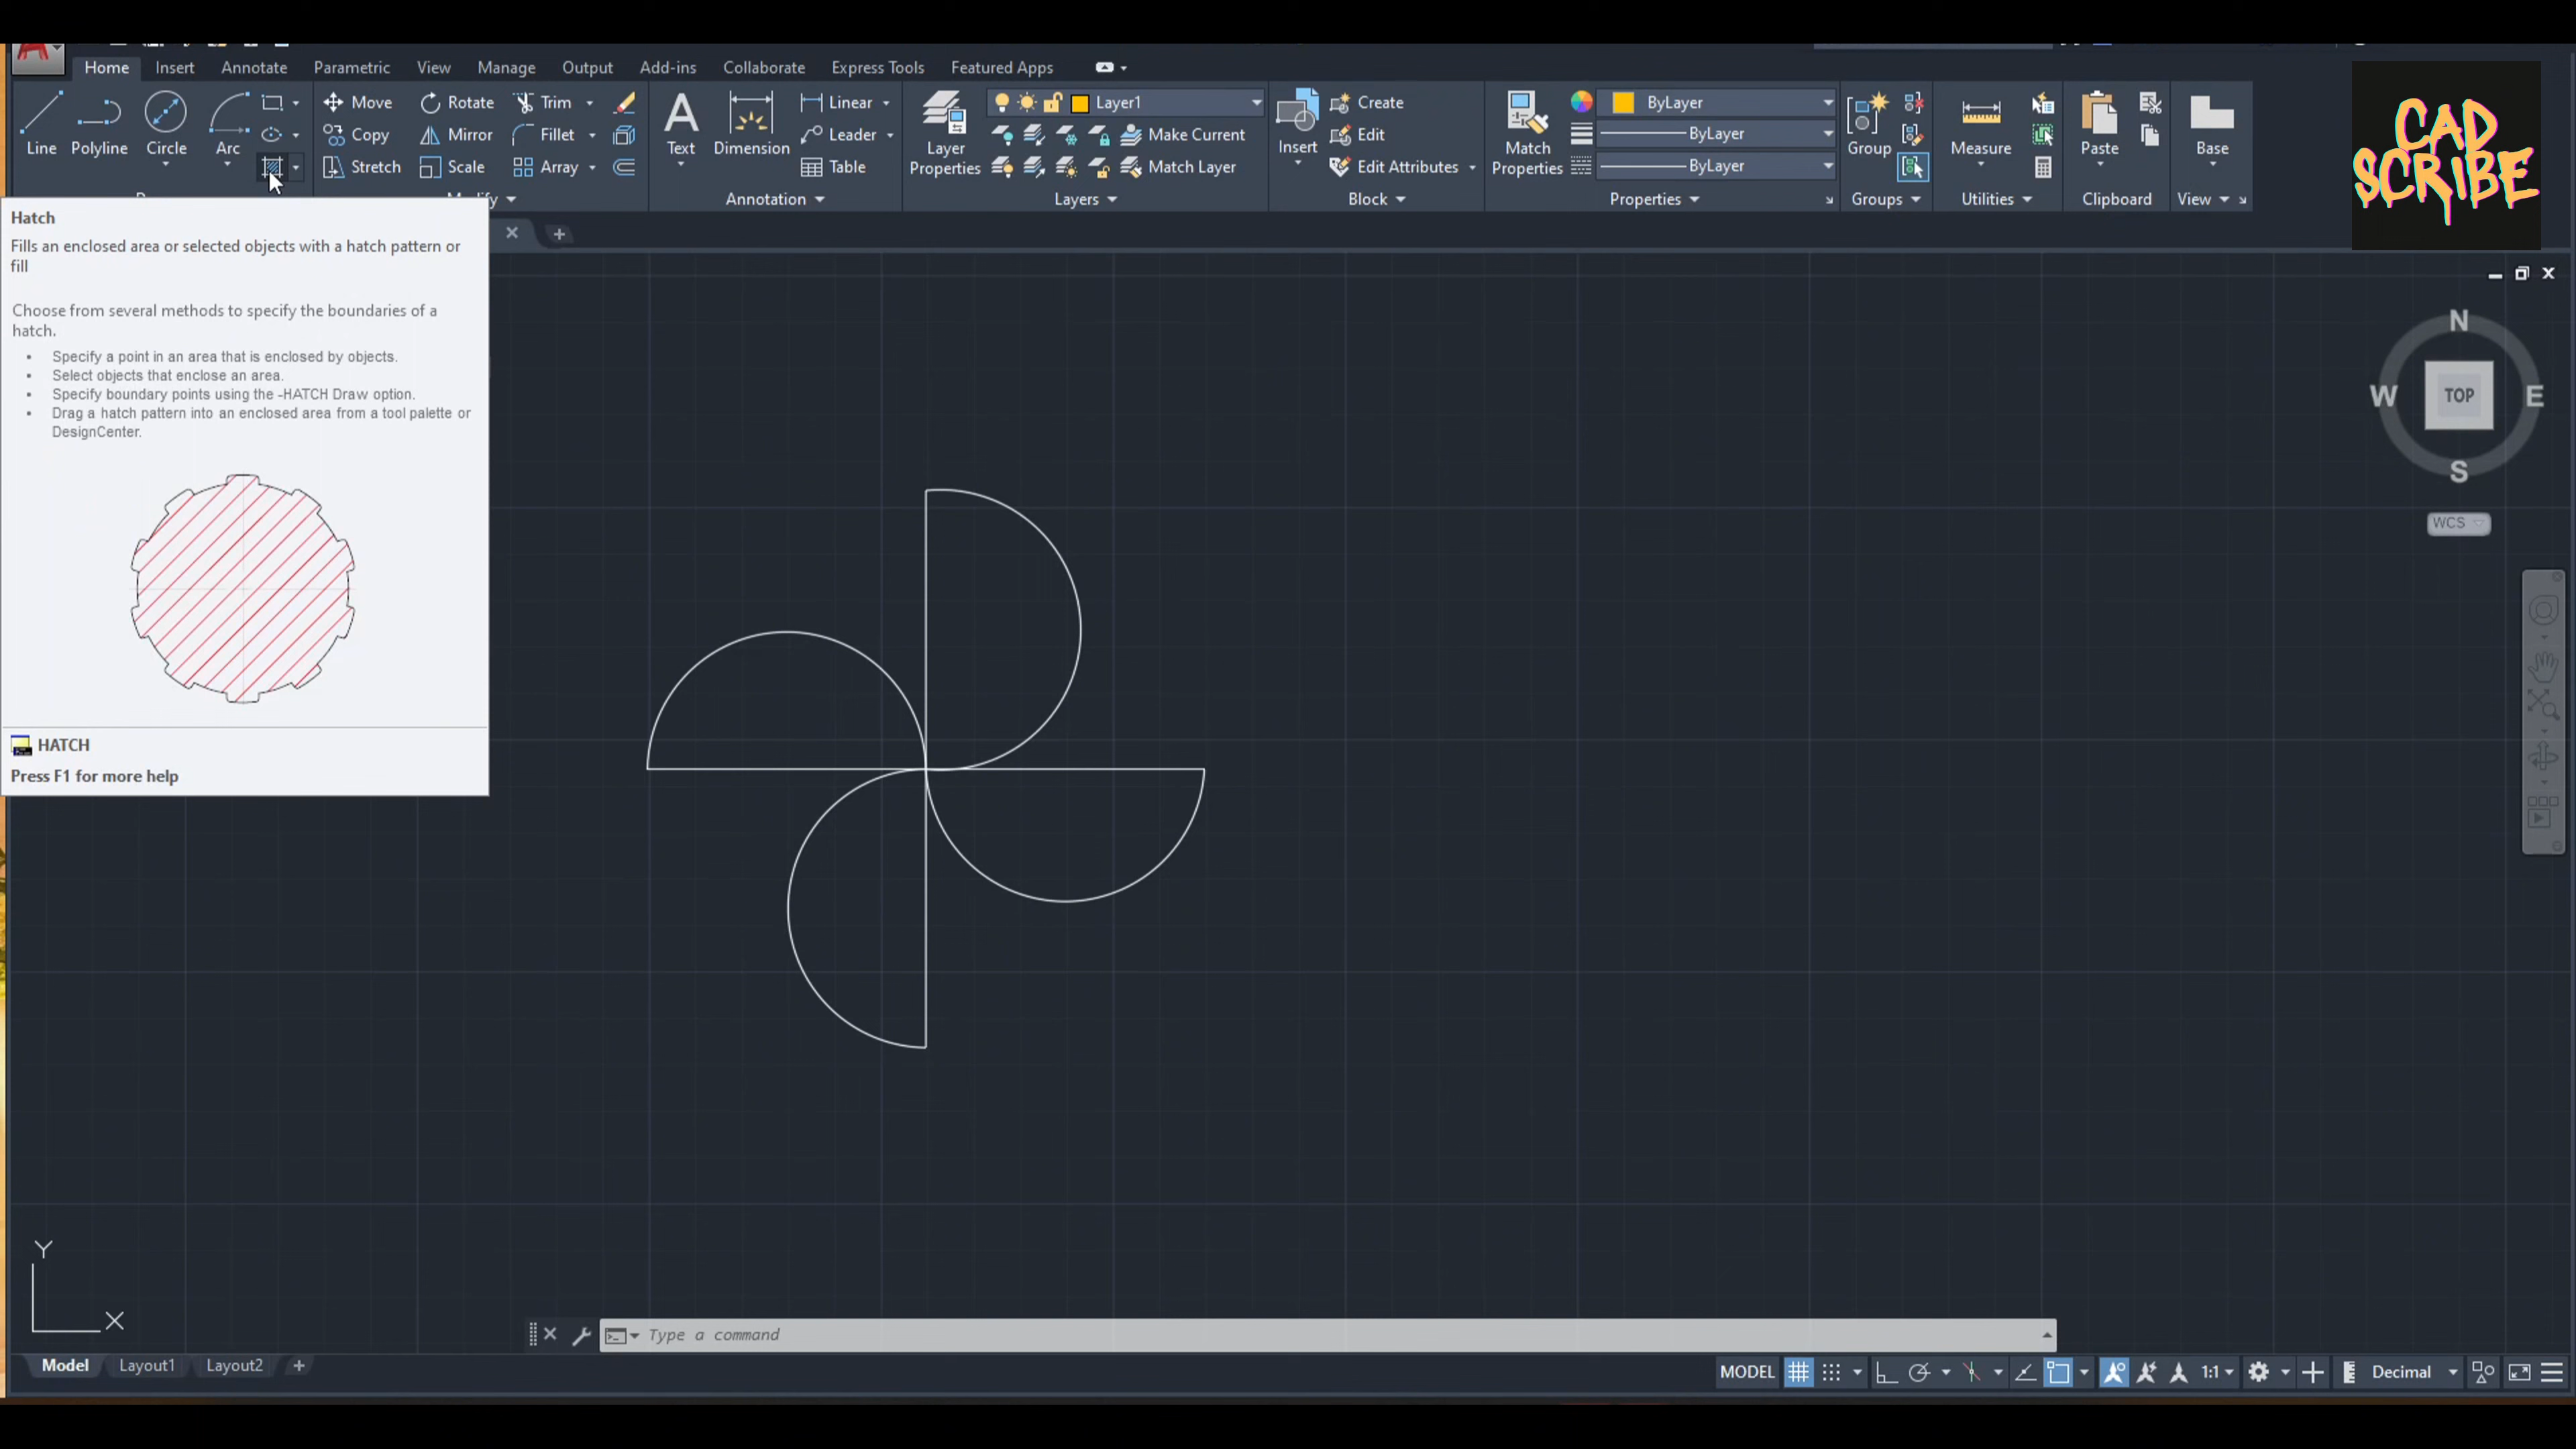 Home Insert Annotate Parametric View Manage Output Add-ins Collaborate Express Tools Featured Apps
Line Polyline Circle Arc
Move Rotate Trim
Copy Mirror Fillet
Stretch Scale Array
Text Dimension
Linear
Leader
Table
Annotation
Layer
Properties
Layer1
Make Current
Match Layer
Layers
Insert
Create
Edit
Edit Attributes
Block
Match
Properties
ByLayer
ByLayer
ByLayer
Properties
Group
Groups
Measure
Utilities
Paste
Clipboard
Base
View
CAD
SCRIBE
Hatch
Fills an enclosed area or selected objects with a hatch pattern or
fill
Choose from several methods to specify the boundaries of a
hatch.
▪ Specify a point in an area that is enclosed by objects.
▪ Select objects that enclose an area.
▪ Specify boundary points using the -HATCH Draw option.
▪ Drag a hatch pattern into an enclosed area from a tool palette or
DesignCenter.
HATCH
Press F1 for more help
N
W TOP E
S
WCS
Y
X
Type a command
Model Layout1 Layout2
MODEL 1:1 Decimal